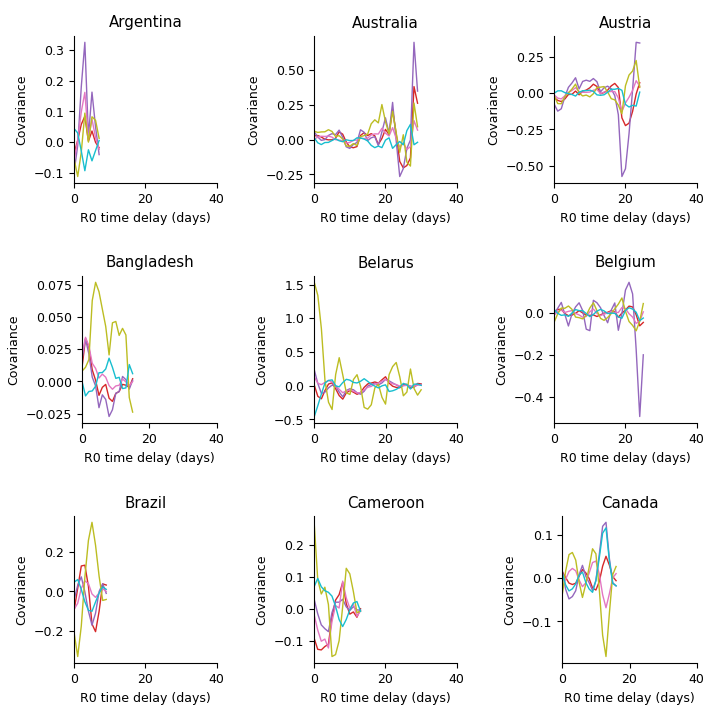 Argentina
Australia
Austria
0.3
0.2
0.1
0.0
−0.1
0.50
0.25
0.00
−0.25
0.25
0.00
−0.25
−0.50
Covariance
Covariance
Covariance
0 20 40
0 20 40
0 20 40
R0 time delay (days)
R0 time delay (days)
R0 time delay (days)
Bangladesh
Belarus
Belgium
0.075
0.050
0.025
0.000
−0.025
1.5
1.0
0.5
0.0
−0.5
0.0
−0.2
−0.4
Covariance
Covariance
Covariance
0 20 40
0 20 40
0 20 40
R0 time delay (days)
R0 time delay (days)
R0 time delay (days)
Brazil
Cameroon
Canada
0.2
0.0
−0.2
0.2
0.1
0.0
−0.1
0.1
0.0
−0.1
Covariance
Covariance
Covariance
0 20 40
0 20 40
0 20 40
R0 time delay (days)
R0 time delay (days)
R0 time delay (days)